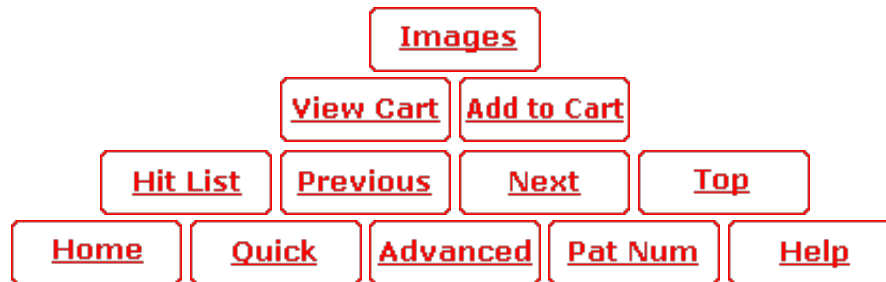 Images
View Cart Add to Cart
Hit List Previous Next Top
Home Quick Advanced Pat Num Help